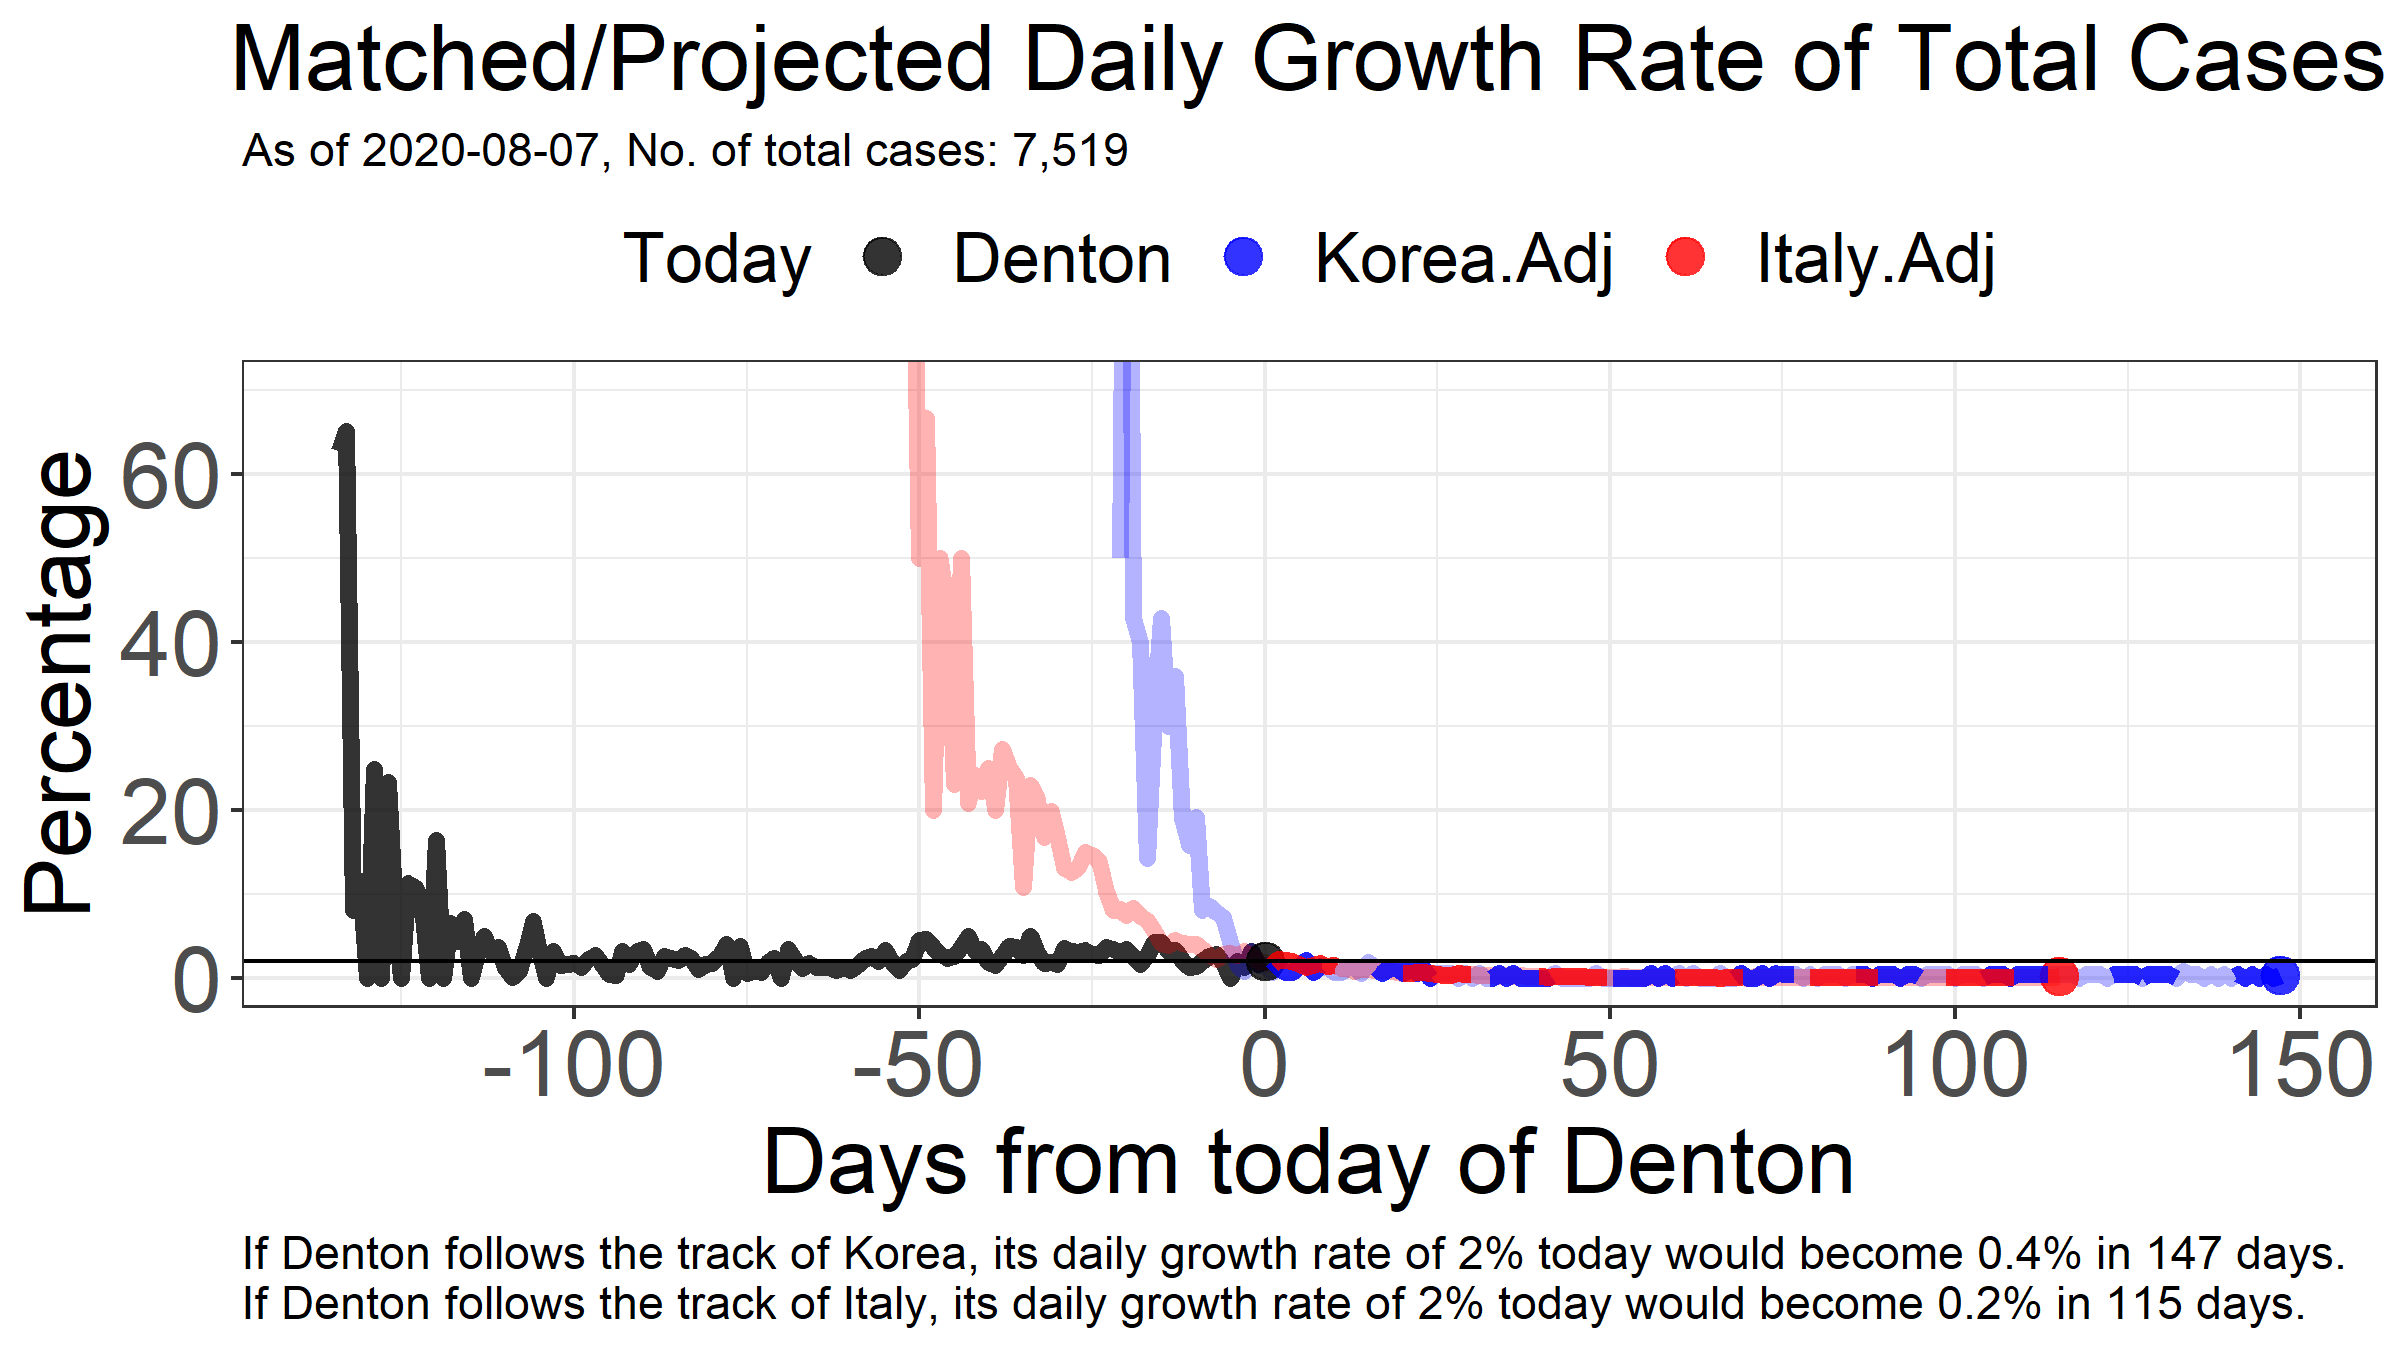 Matched/Projected Daily Growth Rate of Total Cases
As of 2020-08-07, No. of total cases: 7,519
Today Denton Korea.Adj Italy.Adj
Percentage
60
40
20
0
-100 -50 0 50 100 150
Days from today of Denton
If Denton follows the track of Korea, its daily growth rate of 2% today would become 0.4% in 147 days.
If Denton follows the track of Italy, its daily growth rate of 2% today would become 0.2% in 115 days.